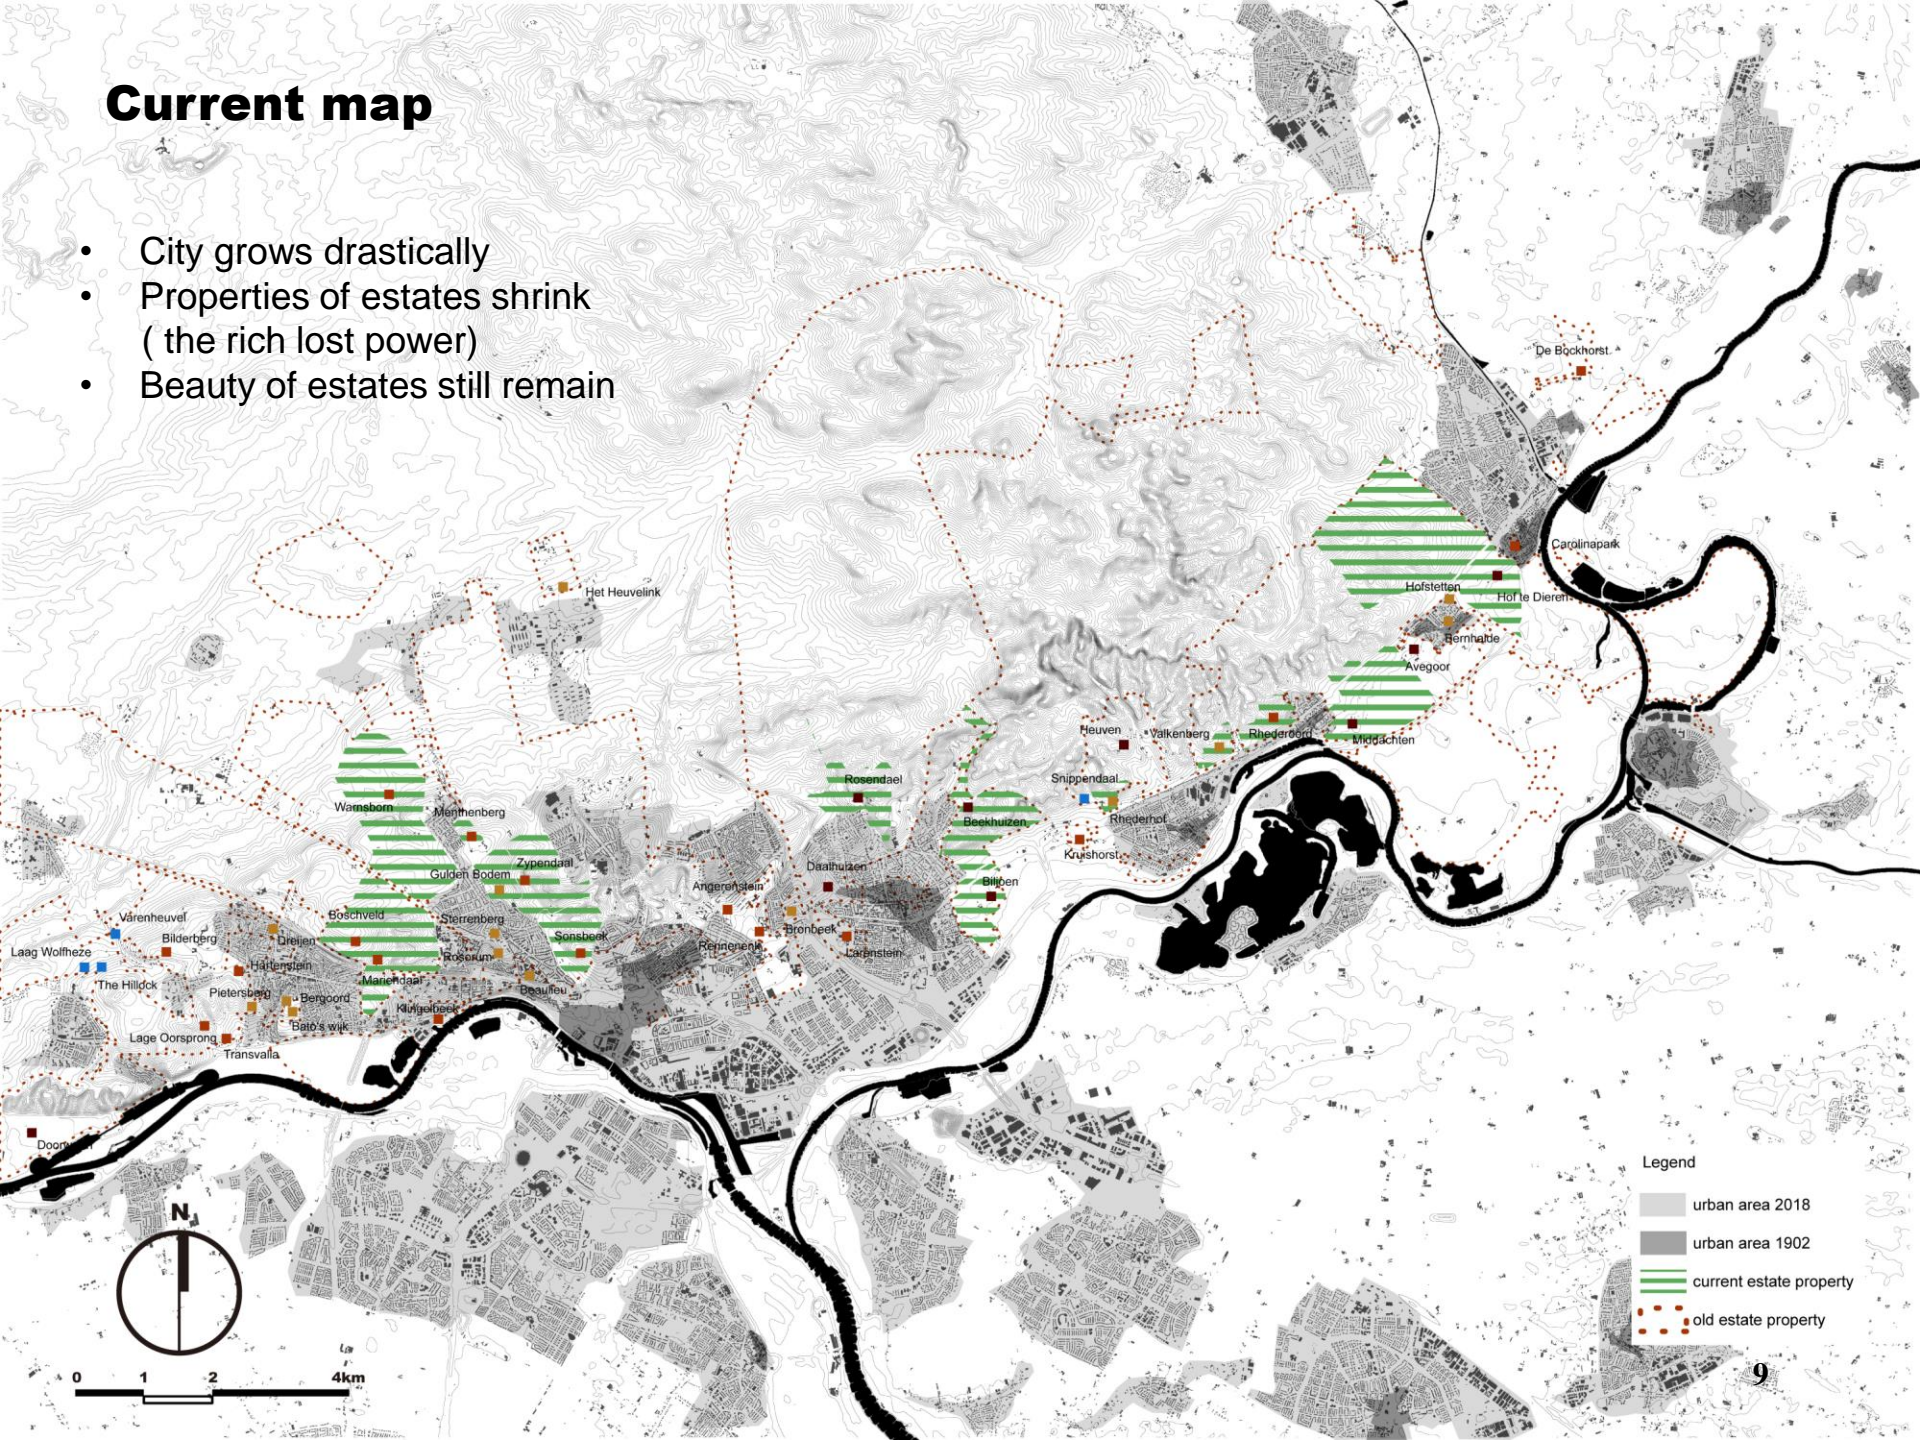 Current map
• City grows drastically
• Properties of estates shrink
( the rich lost power)
• Beauty of estates still remain
De Bockhorst
Carolinapark
Het Heuvelink
Hofstetten
Hof te Dieren
Bernhalde
Avegoor
Heuven
Valkenberg
Rhederoord
Middachten
Rosendael
Snippendaal
Warnsborn
Menthenberg
Beekhuizen
Rhederhof
Kruishorst
Zypendaal
Gulden Bodem
Daalhuizen
Angerenstein
Biljoen
Varenheuvel
Boschveld
Sterrenberg
Bilderberg
Dreijen
Sonsbeek
Bronbeek
Rennenenk
Laag Wolfheze
Hartenstein
Roserum
Larenstein
The Hillock
Mariendaal
Pietersberg
Bergoord
Beaulieu
Klingelbeek
Bato's wijk
Lage Oorsprong
Transvalia
Legend
urban area 2018
urban area 1902
current estate property
old estate property
N
0 1 2 4km
9